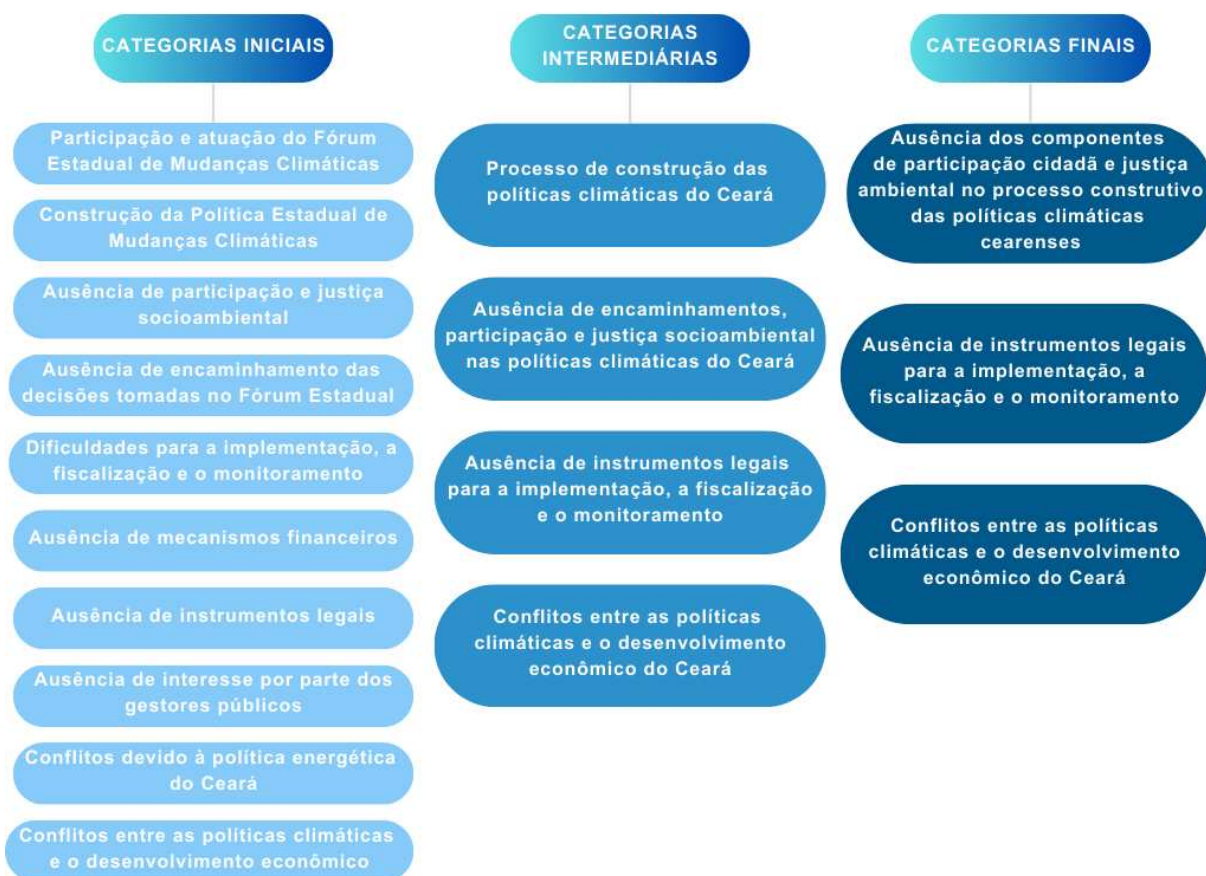 CATEGORIAS INICIAIS
Participação e atuação do Fórum
Estadual de Mudanças Climáticas
Construção da Política Estadual de
Mudanças Climáticas
Ausência de participação e justiça
socioambiental
Ausência de encaminhamento das
decisões tomadas no Fórum Estadual
Dificuldades para a implementação, a
fiscalização e o monitoramento
Ausência de mecanismos financeiros
Ausência de instrumentos legais
Ausência de interesse por parte dos
gestores públicos
Conflitos devido à política energética
do Ceará
Conflitos entre as políticas climáticas
e o desenvolvimento econômico
CATEGORIAS
INTERMEDIÁRIAS
Processo de construção das
políticas climáticas do Ceará
Ausência de encaminhamentos,
participação e justiça socioambiental
nas políticas climáticas do Ceará
Ausência de instrumentos legais
para a implementação, a fiscalização
e o monitoramento
Conflitos entre as políticas
climáticas e o desenvolvimento
econômico do Ceará
CATEGORIAS FINAIS
Ausência dos componentes
de participação cidadã e justiça
ambiental no processo construtivo
das políticas climáticas
cearenses
Ausência de instrumentos legais
para a implementação, a
fiscalização e o monitoramento
Conflitos entre as políticas
climáticas e o desenvolvimento
econômico do Ceará